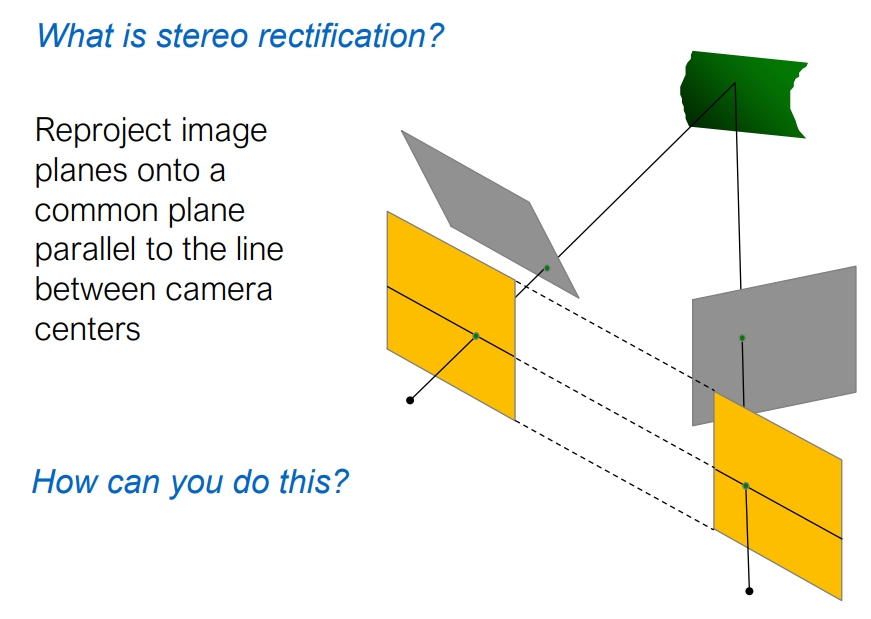 What is stereo rectification?
Reproject image
planes onto a
common plane
parallel to the line
between camera
centers
How can you do this?